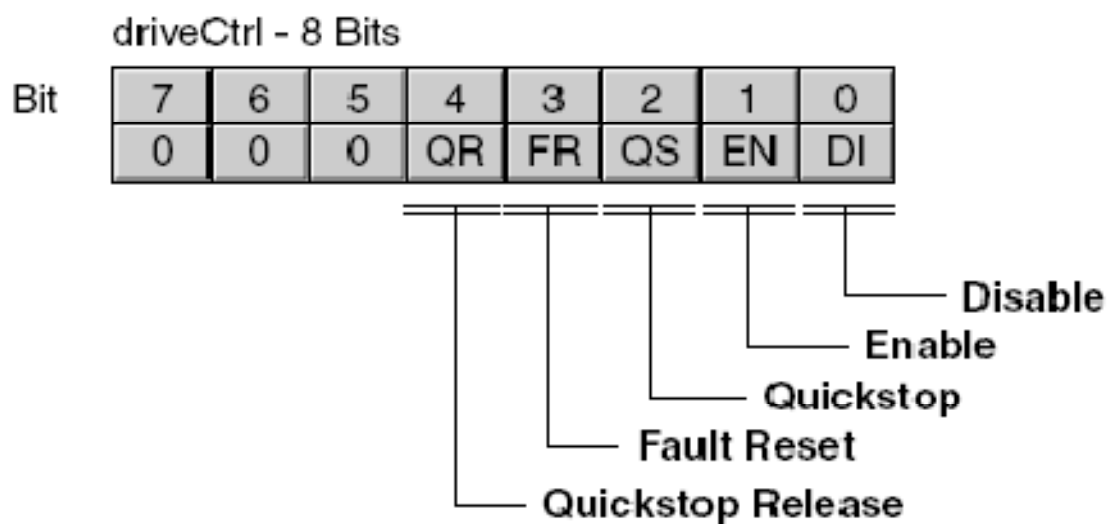 driveCtrl - 8 Bits
Bit 7 6 5 4 3 2 1 0
0 0 0 QR FR QS EN DI
Disable
Enable
Quickstop
Fault Reset
Quickstop Release